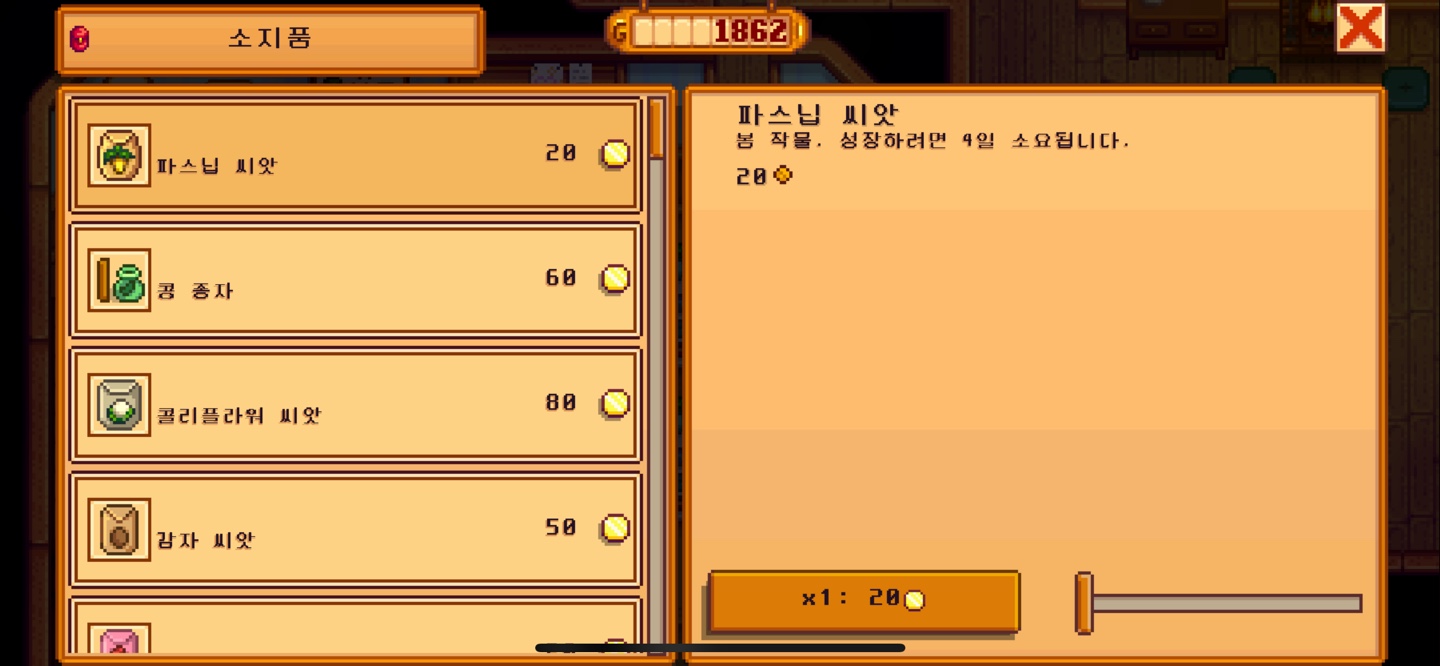 소지품
1862
파스닙 씨앗 20
콩 종자 60
콜리플라워 씨앗 80
감자 씨앗 50
파스닙 씨앗
봄 작물. 성장하려면 4일 소요됩니다.
20
x1: 20